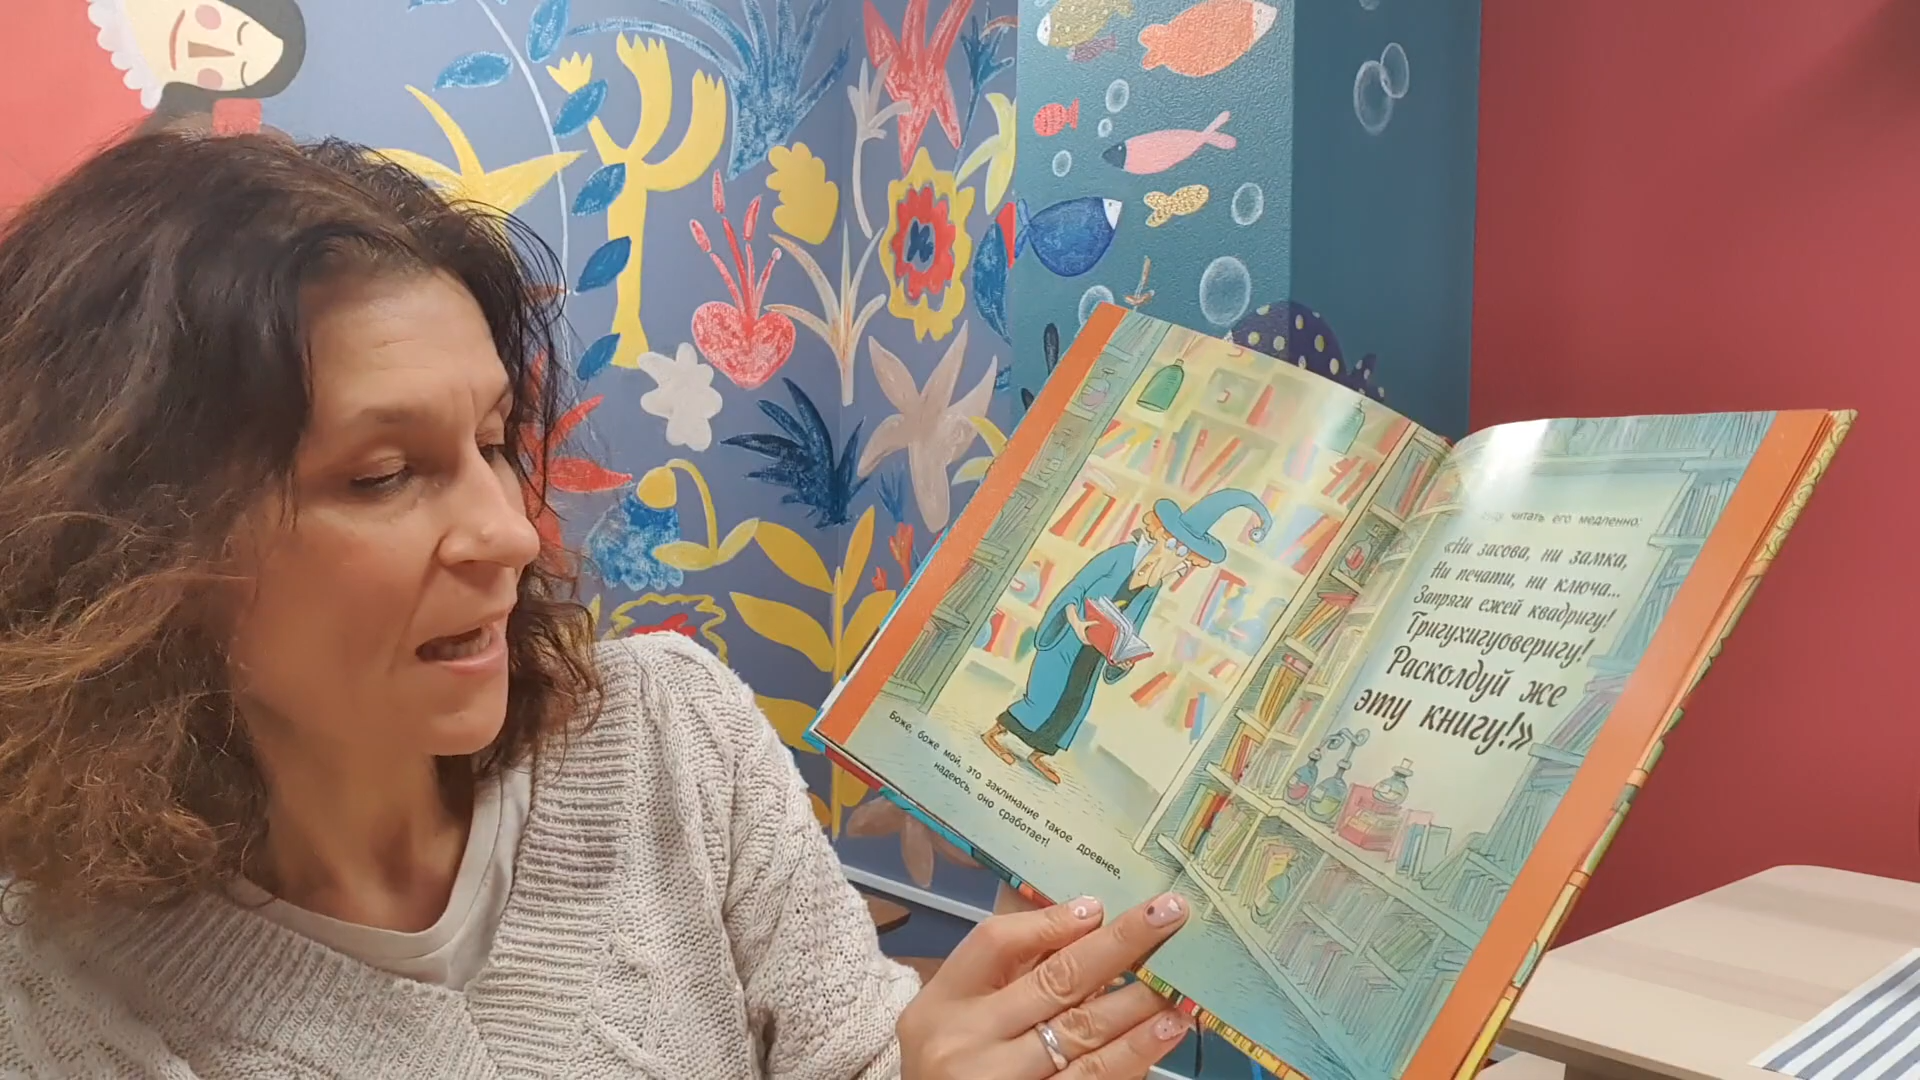 Боже, боже мой, это заклинание такое древнее,
надеюсь, оно сработает!
читать его медленно:
«Ни засова, ни замка,
Ни печати, ни ключа...
Запряги ежей квадригу!
Тригухигуоверигу!
Расколдуй же
эту книгу!»